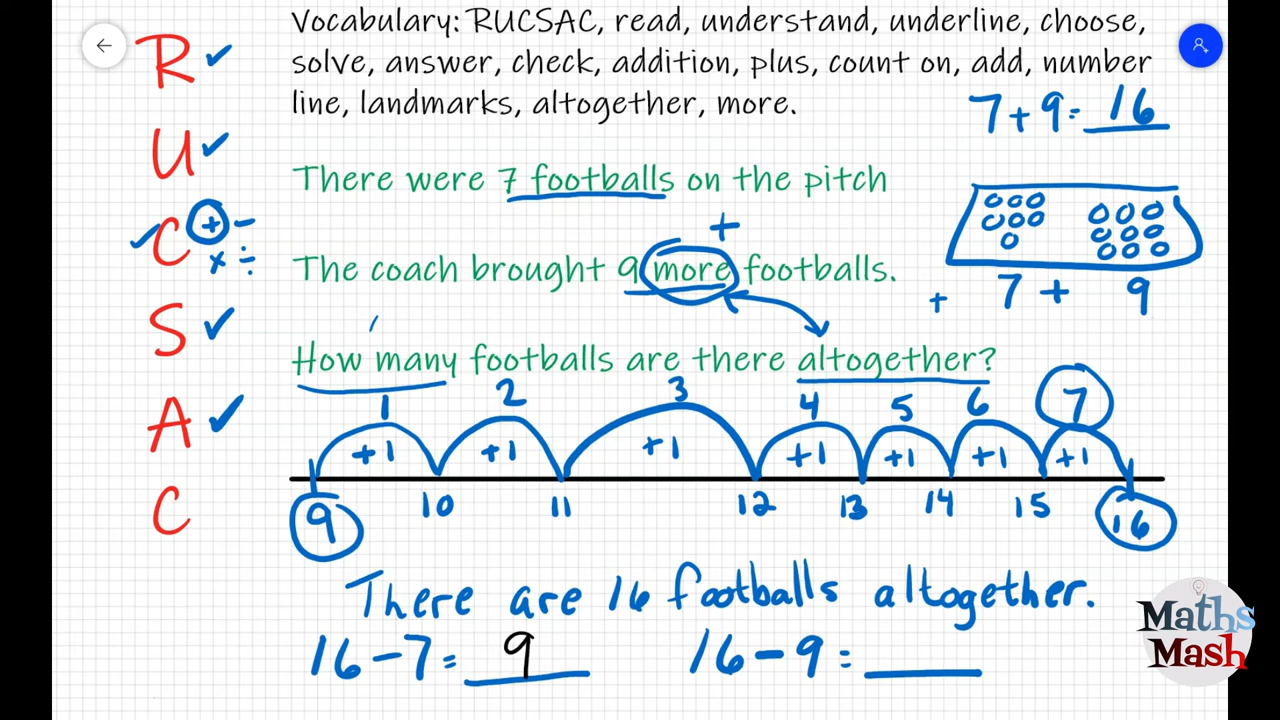 Vocabulary: RUCSAC, read, understand, underline, choose,
solve, answer, check, addition, plus, count on, add, number
line, landmarks, altogether, more.
7 + 9 = 16
R ✓
U ✓
✓ C + -
× ÷
S ✓
A ✓
C
There were 7 footballs on the pitch
+
The coach brought 9 more footballs.
+ 7 + 9
How many footballs are there altogether?
1 2 3 4 5 6 7
+1 +1 +1 +1 +1 +1 +1
9 10 11 12 13 14 15 16
There are 16 footballs altogether.
16 - 7 = 9 16 - 9 =
Maths
Mash